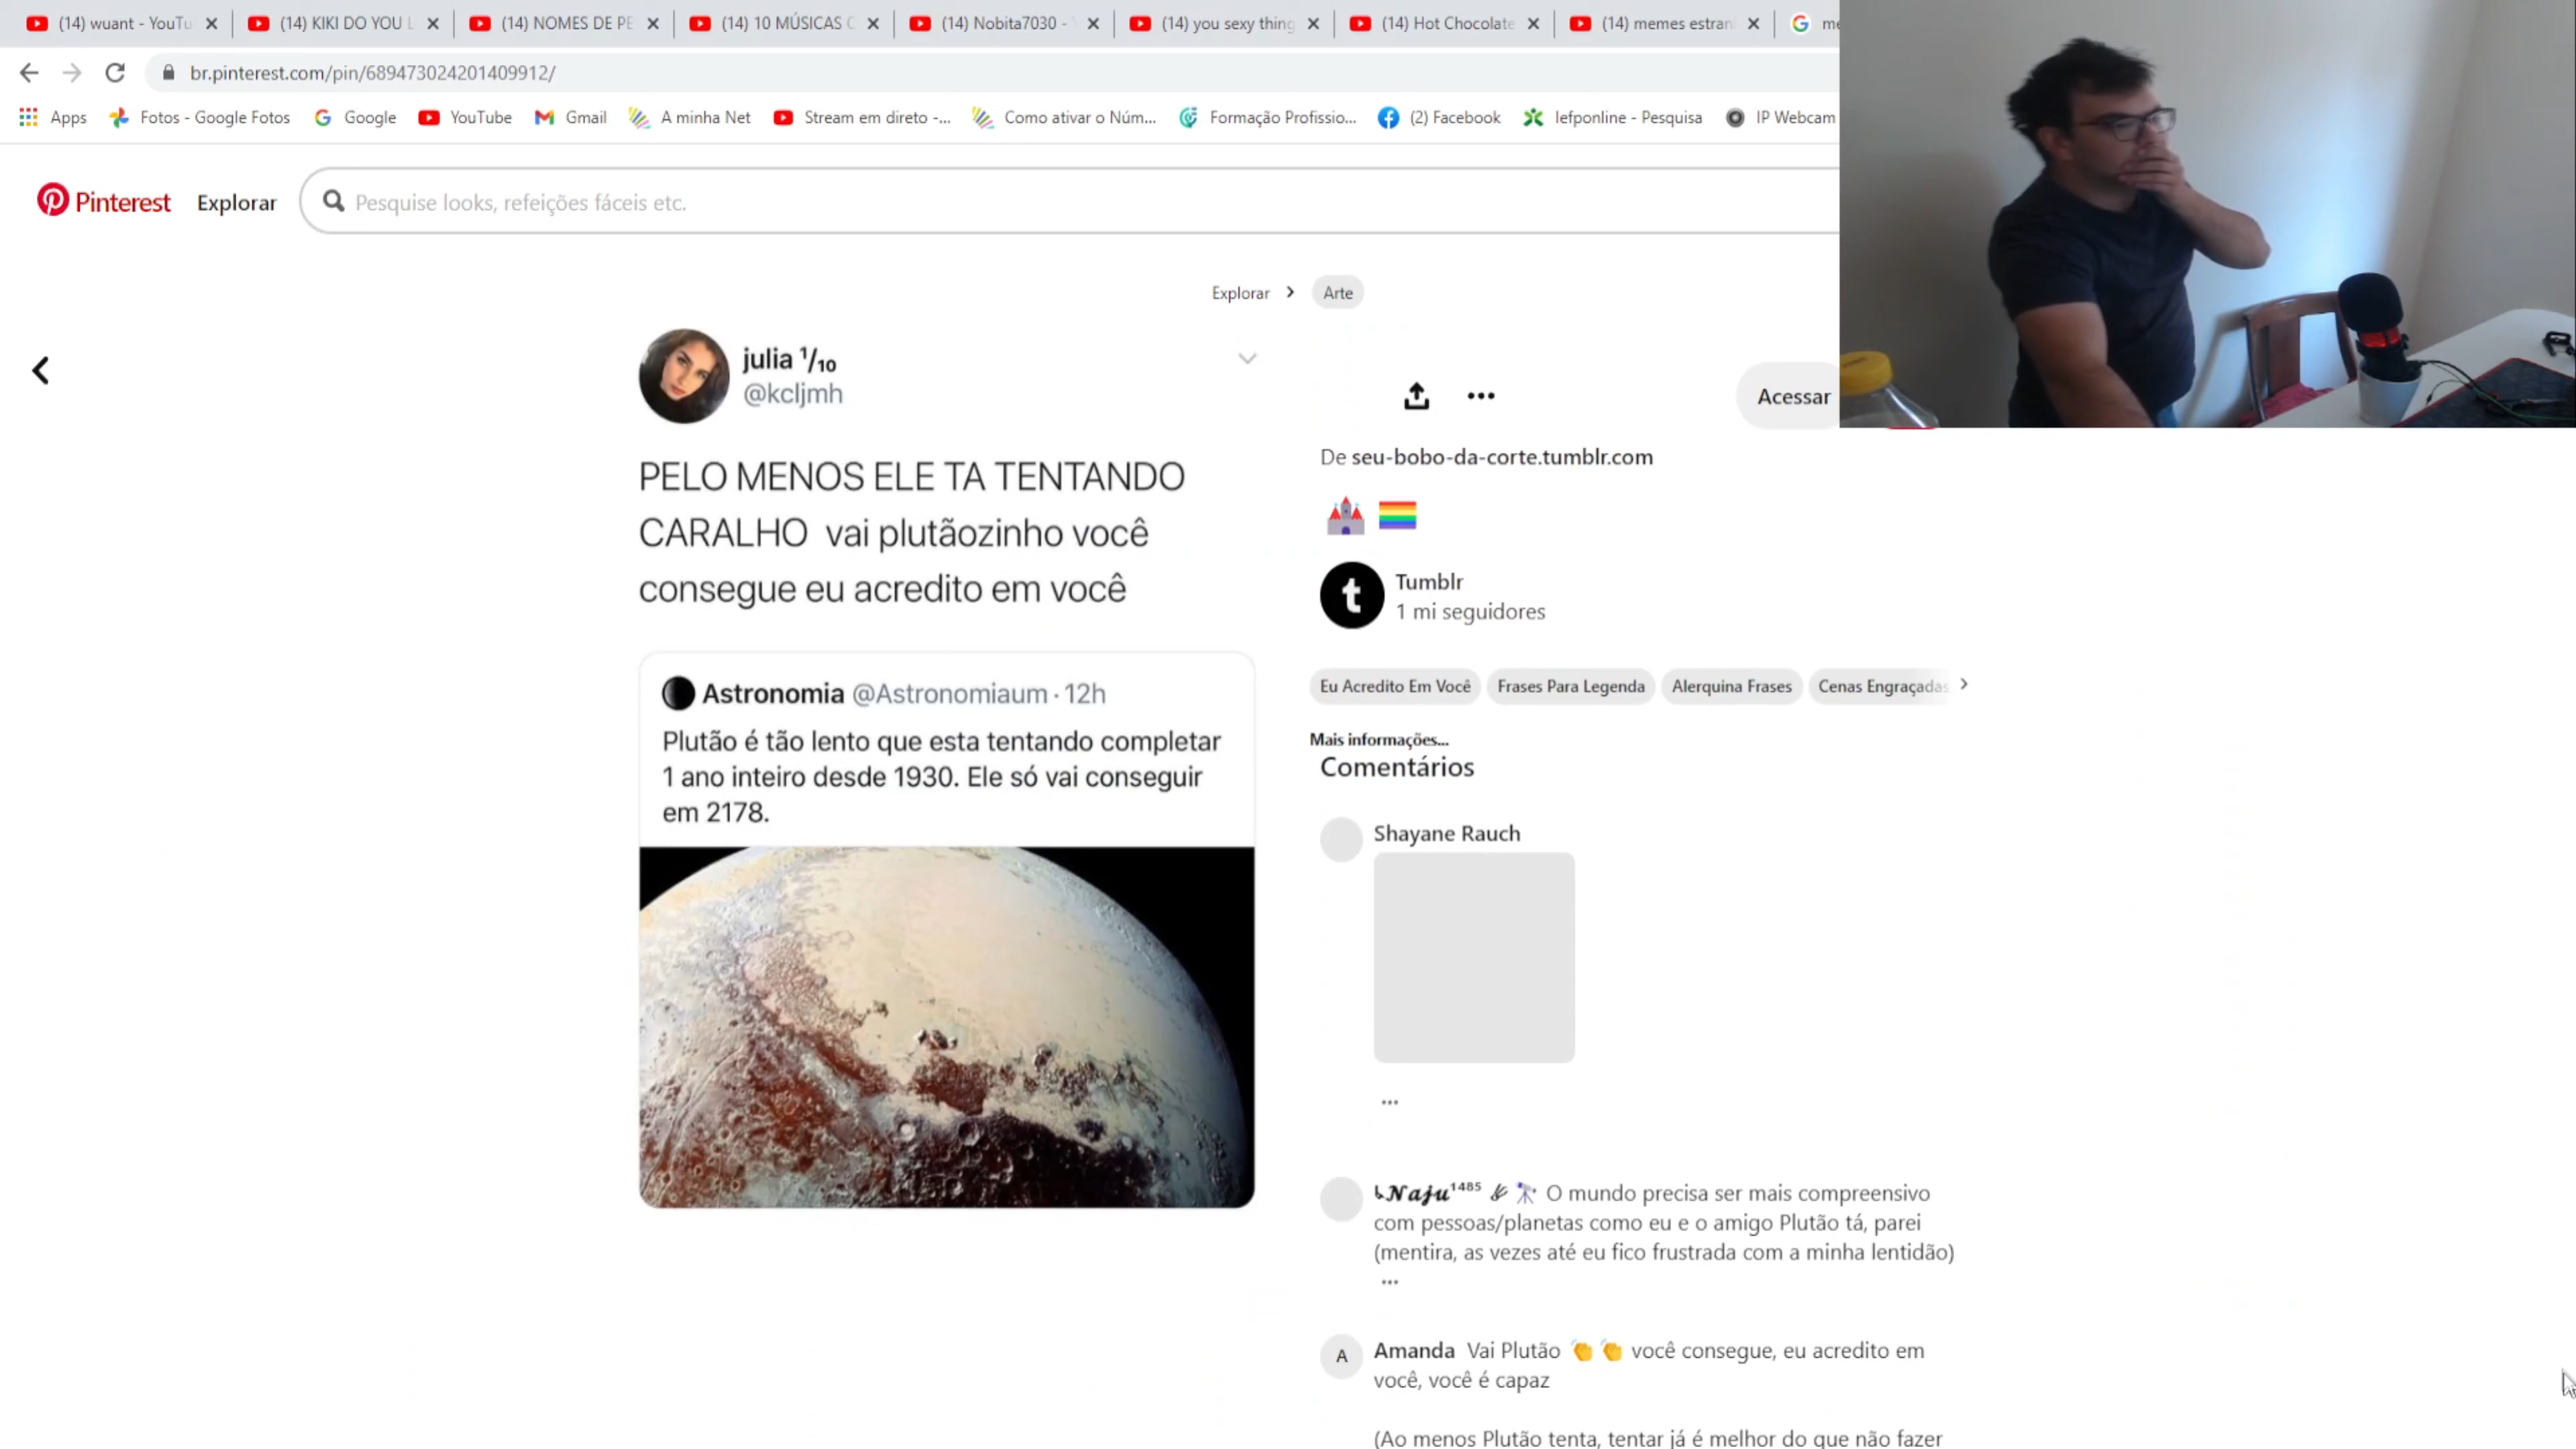 (14) wuant - YouTu
(14) KIKI DO YOU L
(14) NOMES DE PE
(14) 10 MÚSICAS C
(14) Nobita7030 -
(14) you sexy thing
(14) Hot Chocolate
(14) memes estran
me
br.pinterest.com/pin/689473024201409912/
Apps
Fotos - Google Fotos
Google
YouTube
Gmail
A minha Net
Stream em direto -...
Como ativar o Núm...
Formação Profissio...
(2) Facebook
Iefponline - Pesquisa
IP Webcam
Pinterest
Explorar
Pesquise looks, refeições fáceis etc.
Explorar
Arte
julia ¹/₁₀
@kcljmh
PELO MENOS ELE TA TENTANDO
CARALHO vai plutãozinho você
consegue eu acredito em você
Astronomia @Astronomiaum · 12h
Plutão é tão lento que esta tentando completar
1 ano inteiro desde 1930. Ele só vai conseguir
em 2178.
Acessar
De seu-bobo-da-corte.tumblr.com
Tumblr
1 mi seguidores
Eu Acredito Em Você
Frases Para Legenda
Alerquina Frases
Cenas Engraçadas
Mais informações...
Comentários
Shayane Rauch
...
↳𝓝𝓪𝓳𝓾¹⁴⁸⁵ O mundo precisa ser mais compreensivo
com pessoas/planetas como eu e o amigo Plutão tá, parei
(mentira, as vezes até eu fico frustrada com a minha lentidão)
...
A
Amanda Vai Plutão 👏 👏 você consegue, eu acredito em
você, você é capaz
(Ao menos Plutão tenta, tentar já é melhor do que não fazer